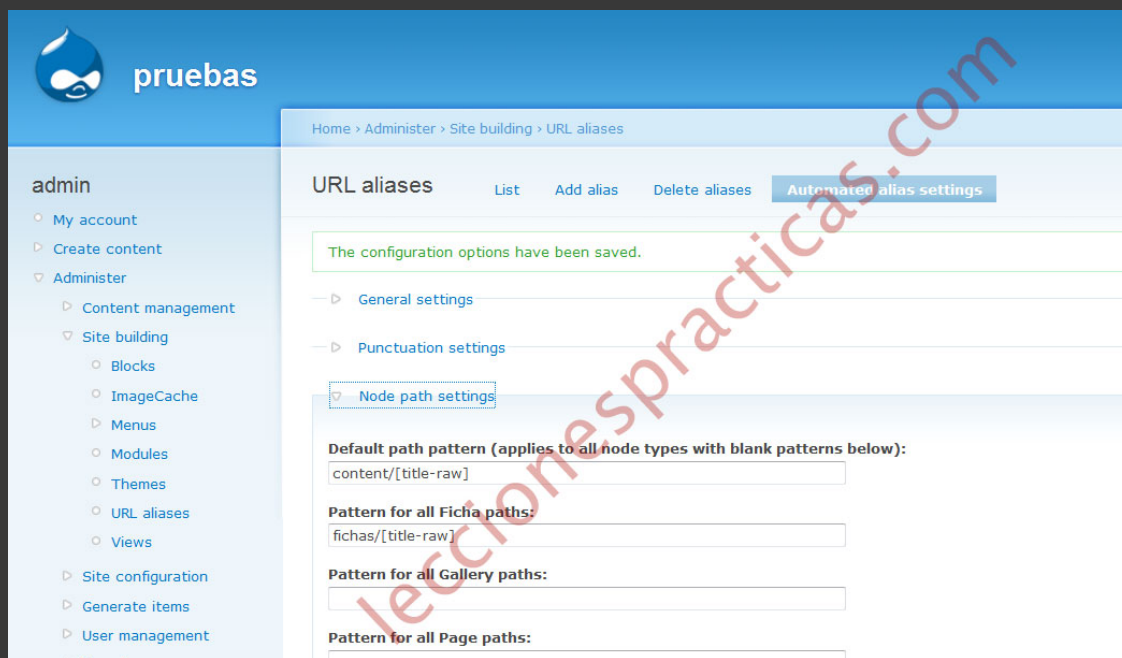 pruebas
Home › Administer › Site building › URL aliases
admin
My account
Create content
Administer
Content management
Site building
Blocks
ImageCache
Menus
Modules
Themes
URL aliases
Views
Site configuration
Generate items
User management
URL aliases List Add alias Delete aliases Automated alias settings
The configuration options have been saved.
General settings
Punctuation settings
Node path settings
Default path pattern (applies to all node types with blank patterns below):
content/[title-raw]
Pattern for all Ficha paths:
fichas/[title-raw]
Pattern for all Gallery paths:
Pattern for all Page paths:
leccionespracticas.com